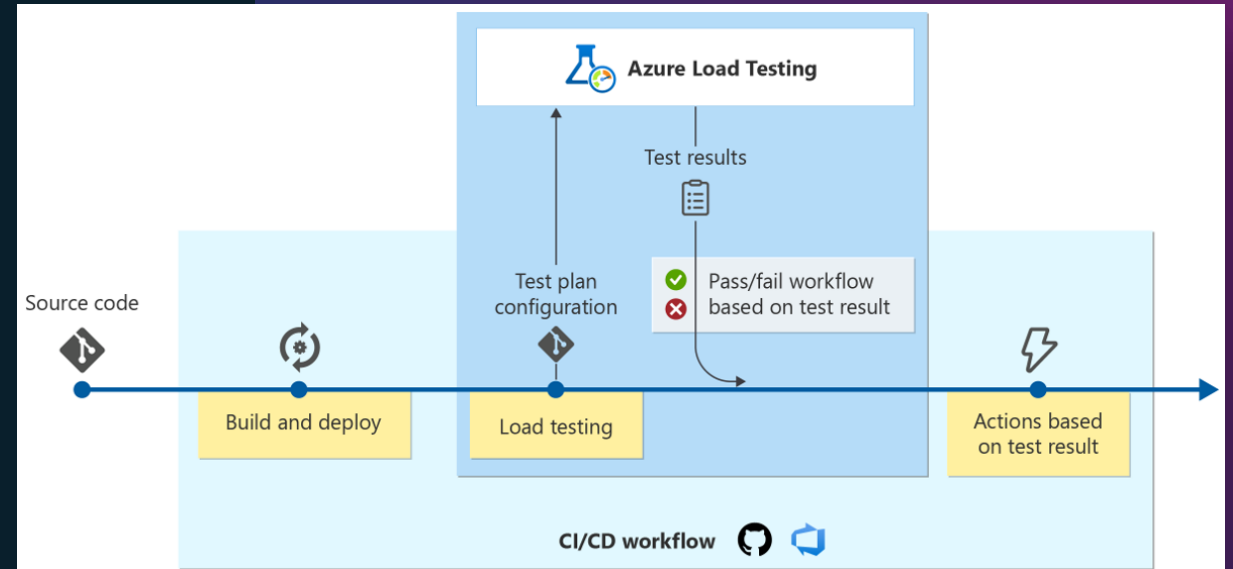 Azure Load Testing
Test results
Test plan
configuration
Pass/fail workflow
based on test result
Source code
Build and deploy
Load testing
Actions based
on test result
CI/CD workflow